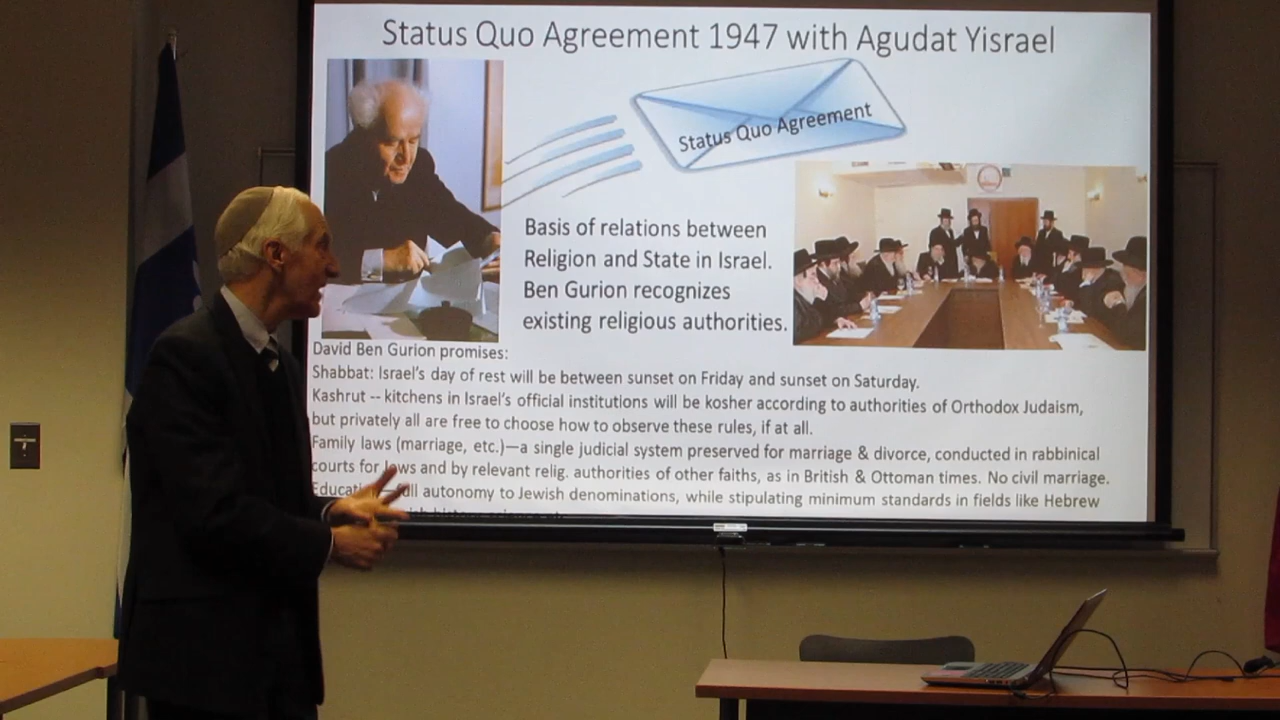 Status Quo Agreement 1947 with Agudat Yisrael
Status Quo Agreement
Basis of relations between
Religion and State in Israel.
Ben Gurion recognizes
existing religious authorities.
David Ben Gurion promises:
Shabbat: Israel's day of rest will be between sunset on Friday and sunset on Saturday.
Kashrut -- kitchens in Israel's official institutions will be kosher according to authorities of Orthodox Judaism,
but privately all are free to choose how to observe these rules, if at all.
Family laws (marriage, etc.)—a single judicial system preserved for marriage & divorce, conducted in rabbinical
courts for Jews and by relevant relig. authorities of other faiths, as in British & Ottoman times. No civil marriage.
autonomy to Jewish denominations, while stipulating minimum standards in fields like Hebrew